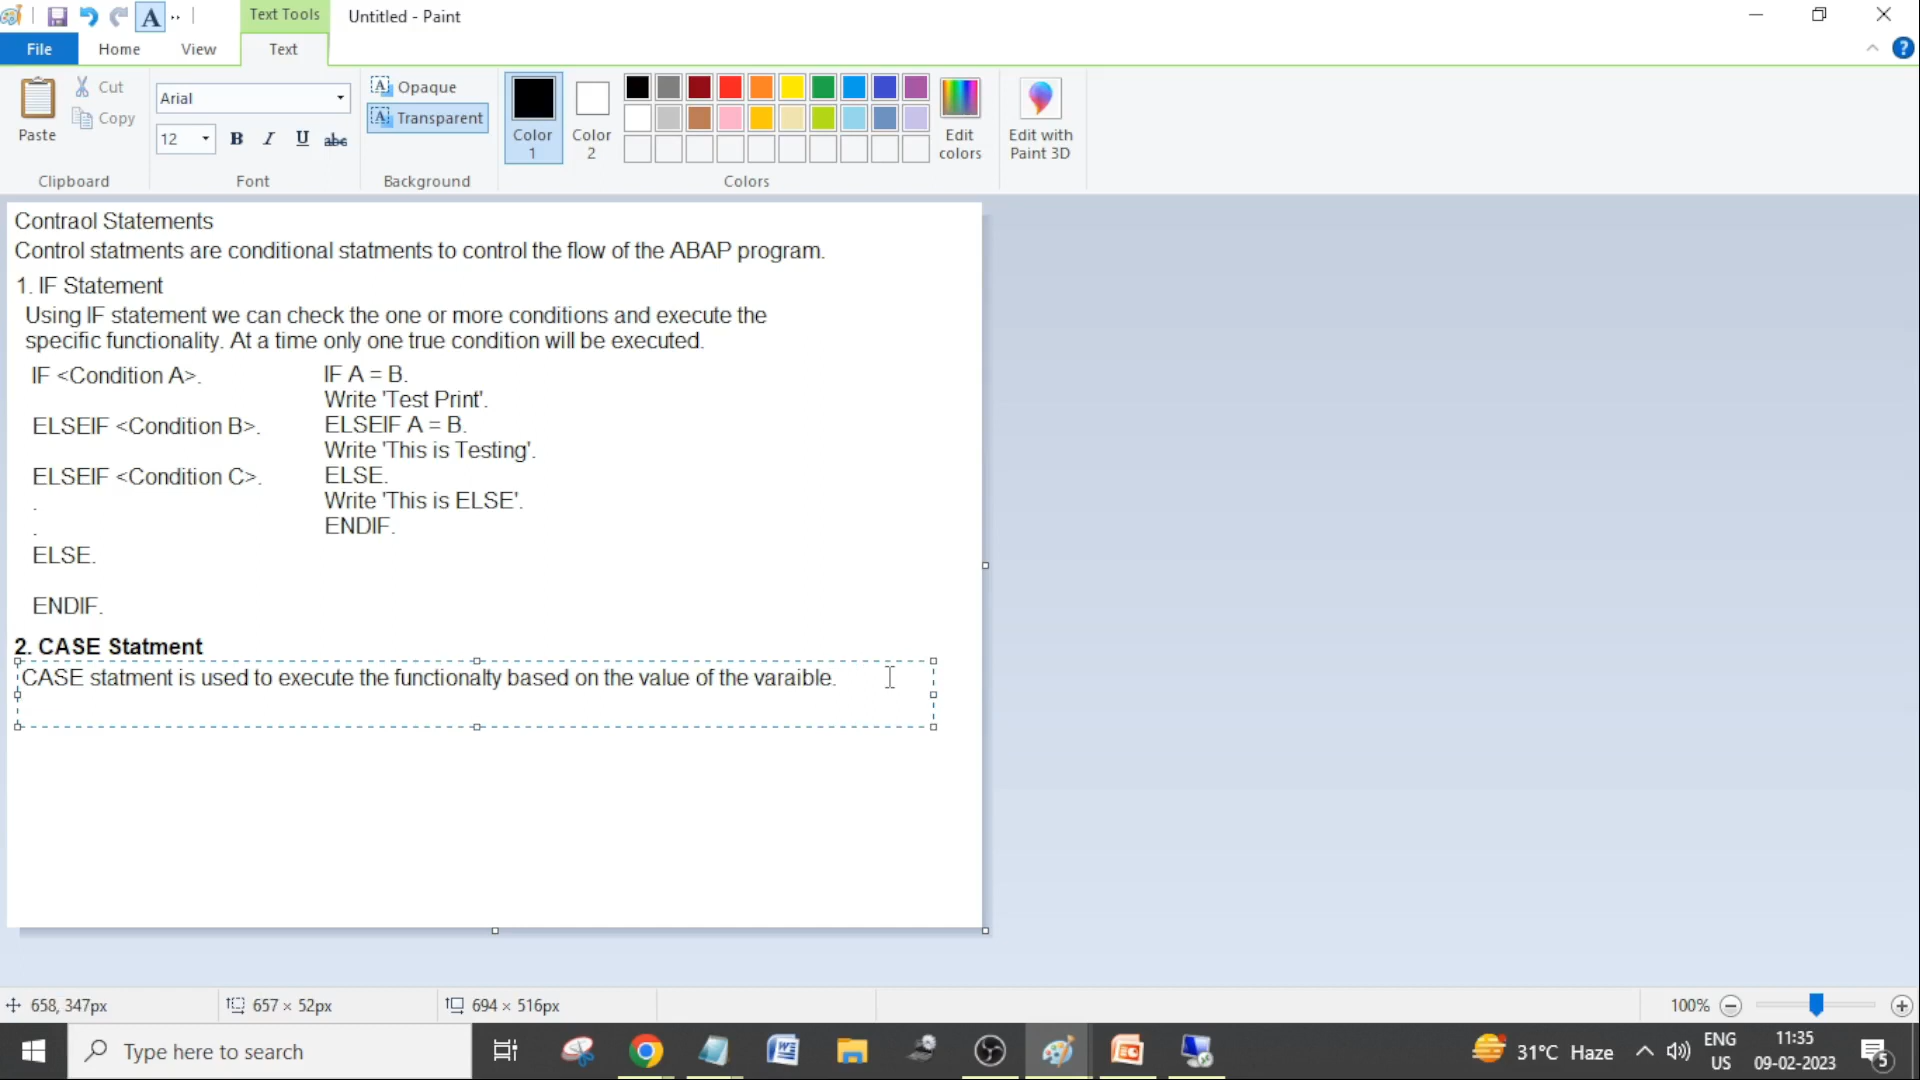 Text Tools
Untitled - Paint
File
Home
View
Text
Paste
Cut
Copy
Clipboard
Arial
12
B I U abc
Font
Opaque
Transparent
Background
Color 1
Color 2
Edit colors
Colors
Edit with Paint 3D
Contraol Statements
Control statments are conditional statments to control the flow of the ABAP program.
1. IF Statement
Using IF statement we can check the one or more conditions and execute the
specific functionality. At a time only one true condition will be executed.
IF <Condition A>.
ELSEIF <Condition B>.
ELSEIF <Condition C>.
.
.
ELSE.
ENDIF.
IF A = B.
Write 'Test Print'.
ELSEIF A = B.
Write 'This is Testing'.
ELSE.
Write 'This is ELSE'.
ENDIF.
2. CASE Statment
CASE statment is used to execute the functionalty based on the value of the varaible.
658, 347px
657 × 52px
694 × 516px
100%
Type here to search
31°C Haze
ENG
US
11:35
09-02-2023
5